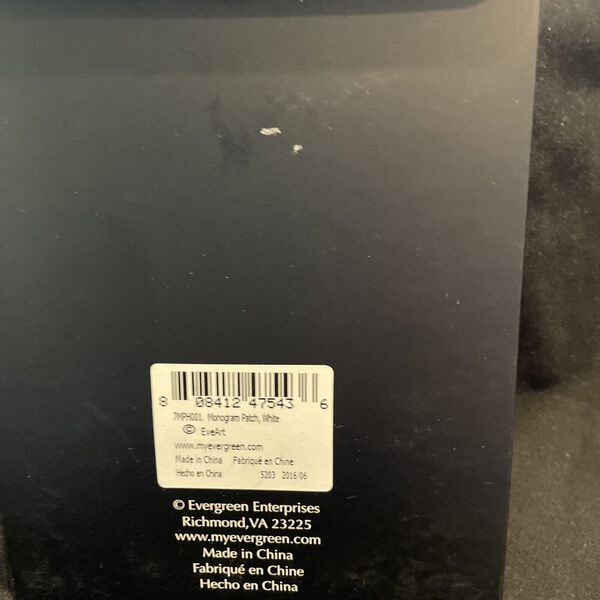 8 08412 47543 6
7MPH001, Monogram Patch, White
© EveArt
www.myevergreen.com
Made in China Fabriqué en Chine
Hecho en China 5203 2016/06
© Evergreen Enterprises
Richmond,VA 23225
www.myevergreen.com
Made in China
Fabriqué en Chine
Hecho en China